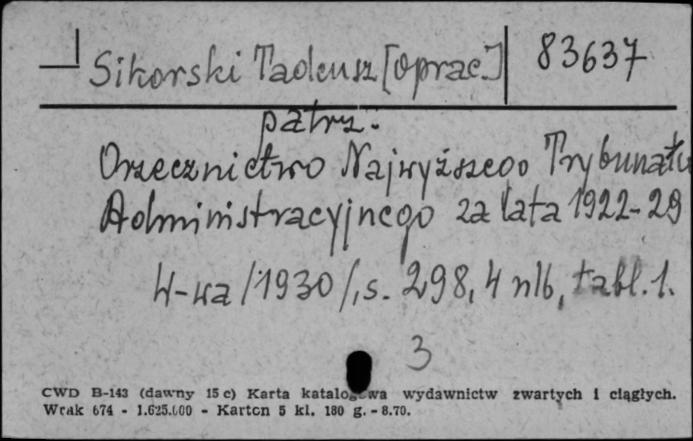 Sikorski Tadeusz [oprac.] 83637
patrz:
Orzecznictwo Najwyższego Trybunału
Administracyjnego za lata 1922-29
W-wa /1930/, s. 298, 4 nlb, tabl. 1.
3
CWD B-143 (dawny 15 c) Karta katalogowa wydawnictw zwartych i ciągłych.
Wrak 674 - 1.625.000 - Karton 5 kl. 180 g. - 8.70.